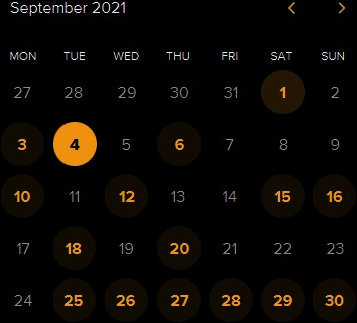 September 2021
MON TUE WED THU FRI SAT SUN
27 28 29 30 31 1 2
3 4 5 6 7 8 9
10 11 12 13 14 15 16
17 18 19 20 21 22 23
24 25 26 27 28 29 30